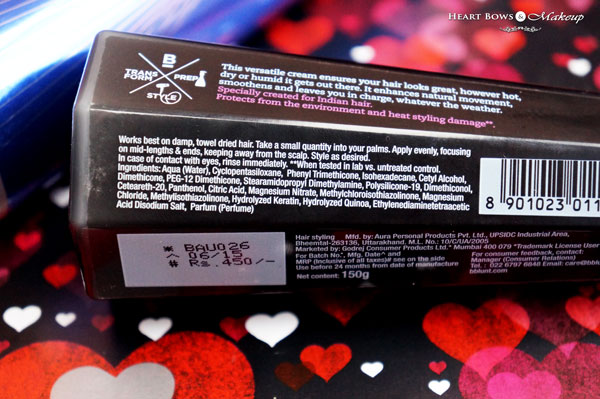 HEART BOWS & MAKEUP
B
TRANS FORM
PREP
STYLE
This versatile cream ensures your hair looks great, however hot,
dry or humid it gets out there. It enhances natural movement,
smoothens and leaves you in charge, whatever the weather.
Specially created for Indian hair.
Protects from the environment and heat styling damage**.
Works best on damp, towel dried hair. Take a small quantity into your palms. Apply evenly, focusing
on mid-lengths & ends, keeping away from the scalp. Style as desired.
In case of contact with eyes, rinse immediately. **When tested in lab vs. untreated control.
Ingredients: Aqua (Water), Cyclopentasiloxane, Phenyl Trimethicone, Isohexadecane, Cetyl Alcohol,
Dimethicone, PEG-12 Dimethicone, Stearamidopropyl Dimethylamine, Polysilicone-19, Dimethiconol,
Ceteareth-20, Panthenol, Citric Acid, Magnesium Nitrate, Methylchloroisothiazolinone, Magnesium
Chloride, Methylisothiazolinone, Hydrolyzed Keratin, Hydrolyzed Quinoa, Ethylenediaminetetraacetic
Acid Disodium Salt, Parfum (Perfume)
8 901023 011
Hair styling Mfd. by: Aura Personal Products Pvt. Ltd., UPSIDC Industrial Area,
Bheemtal-263136, Uttarakhand. M.L. No.: 10/C/UA/2005
Marketed by: Godrej Consumer Products Ltd.* Mumbai 400 079 *Trademark License User
For Batch No.*, Mfg. Date^ and
MRP (Inclusive of all taxes)# see on the side
Use before 24 months from date of manufacture
Net content: 150g
For consumer feedback, contact:
Manager (Consumer Relations)
Tel. : 022 6797 6848 Email: care@bblunt.
bblunt.
* BAU026
^ 06/13
# Rs. 450/-